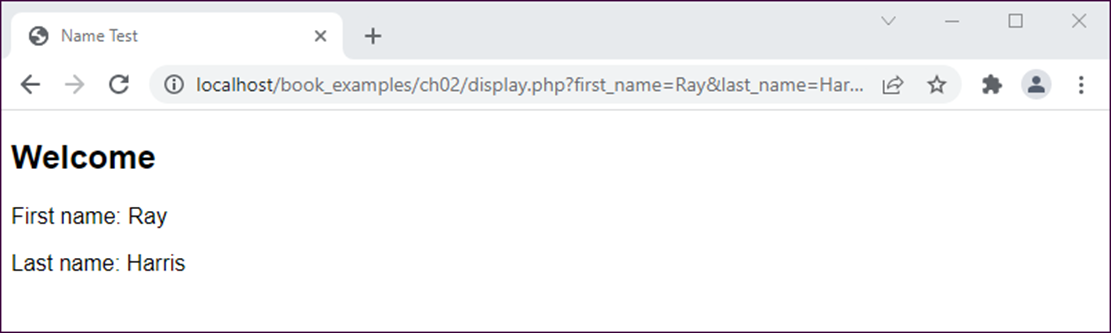 Name Test
localhost/book_examples/ch02/display.php?first_name=Ray&last_name=Har...
Welcome
First name: Ray
Last name: Harris